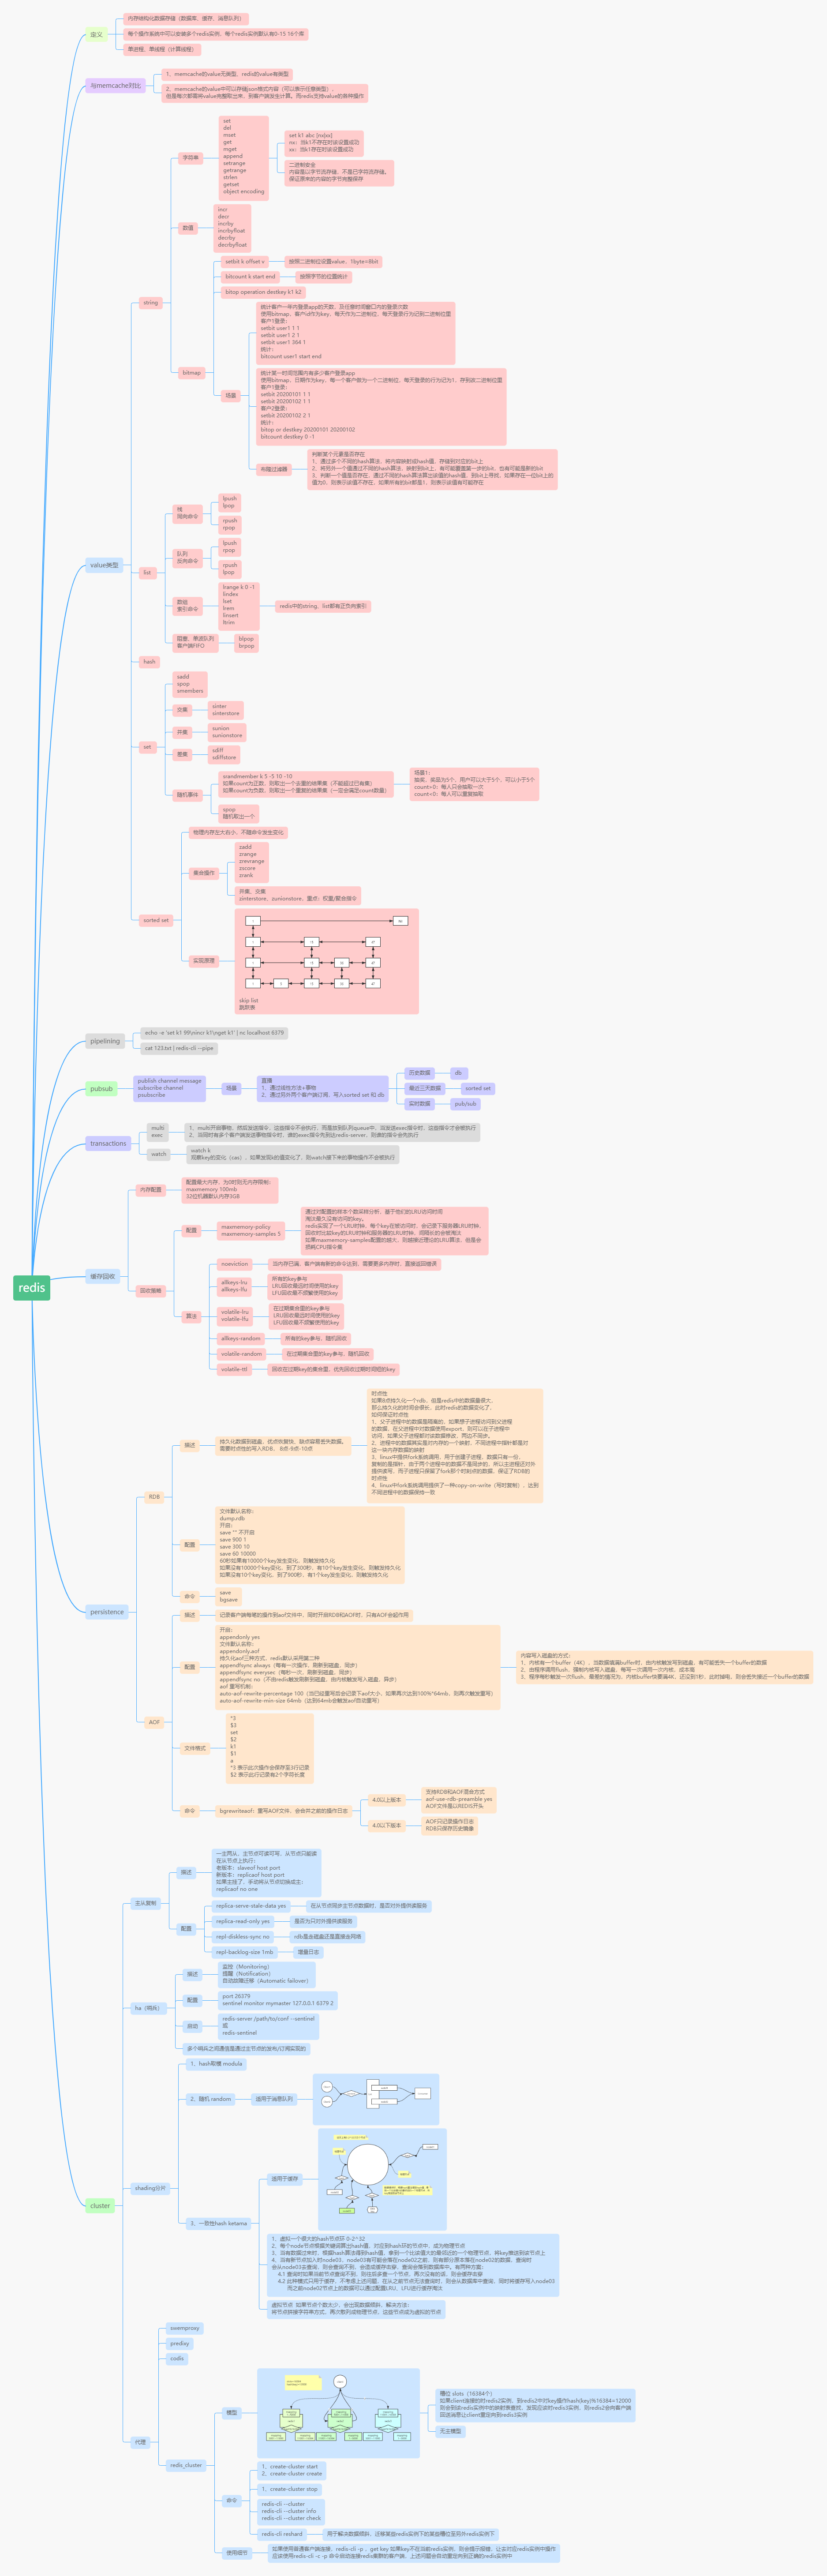 redis
定义
内存结构化数据存储（数据库，缓存，消息队列）
每个操作系统中可以安装多个redis实例，每个redis实例默认有0-15 16个库
单进程，单线程（计算线程）
与memcache对比
1、memcache的value无类型，redis的value有类型
2、memcache的value中可以存储json格式内容（可以表示任意类型），
但是每次都需将value完整取出来，到客户端发生计算。而redis支持value的各种操作
value类型
string
字符串
set
del
mset
get
mget
append
setrange
getrange
strlen
getset
object encoding
set k1 abc [nx|xx]
nx：当k1不存在时该设置成功
xx：当k1存在时该设置成功
二进制安全
内容是以字节流存储，不是已字符流存储。
保证原来的内容的字节完整保存
数值
incr
decr
incrby
incrbyfloat
decrby
decrbyfloat
bitmap
setbit k offset v
按照二进制位设置value，1byte=8bit
bitcount k start end
按照字节的位置统计
bitop operation destkey k1 k2
场景
统计客户一年内登录app的天数，及任意时间窗口内的登录次数
使用bitmap，客户id作为key，每天作为二进制位，每天登录行为记到二进制位里
客户1登录：
setbit user1 1 1
setbit user1 2 1
setbit user1 364 1
统计：
bitcount user1 start end
统计某一时间范围内有多少客户登录app
使用bitmap，日期作为key，每一个客户做为一个二进制位，每天登录的行为记为1，存到改二进制位里
客户1登录：
setbit 20200101 1 1
setbit 20200102 1 1
客户2登录：
setbit 20200102 2 1
统计：
bitop or destkey 20200101 20200102
bitcount destkey 0 -1
布隆过滤器
判断某个元素是否存在
1、通过多个不同的hash算法，将内容映射成hash值，存储到对应的bit上
2、将另外一个值通过不同的hash算法，映射到bit上，有可能覆盖第一步的bit，也有可能是新的bit
3、判断一个值是否存在，通过不同的hash算法算出该值的hash值，到bit上寻找，如果存在一位bit上的
值为0，则表示该值不存在，如果所有的bit都是1，则表示该值有可能存在
list
栈
同向命令
lpush
lpop
rpush
rpop
队列
反向命令
lpush
rpop
rpush
lpop
数组
索引命令
lrange k 0 -1
lindex
lset
lrem
linsert
ltrim
redis中的string、list都有正负向索引
阻塞、单波队列
客户端FIFO
blpop
brpop
hash
set
sadd
spop
smembers
交集
sinter
sinterstore
并集
sunion
sunionstore
差集
sdiff
sdiffstore
随机事件
srandmember k 5 -5 10 -10
如果count为正数，则取出一个去重的结果集（不能超过已有集）
如果count为负数，则取出一个重复的结果集（一定会满足count数量）
场景1：
抽奖，奖品为5个，用户可以大于5个，可以小于5个
count>0：每人只会抽取一次
count<0：每人可以重复抽取
spop
随机取出一个
sorted set
物理内存左大右小，不随命令发生变化
集合操作
zadd
zrange
zrevrange
zscore
zrank
并集、交集
zinterstore、zunionstore，重点：权重/聚合指令
实现原理
skip list
跳跃表
pipelining
echo -e 'set k1 99\nincr k1\nget k1' | nc localhost 6379
cat 123.txt | redis-cli --pipe
pubsub
publish channel message
subscribe channel
psubscribe
场景
直播
1、通过线性方法+事物
2、通过另外两个客户端订阅，写入sorted set 和 db
历史数据
db
最近三天数据
sorted set
实时数据
pub/sub
transactions
multi
exec
1、multi开启事物，然后发送指令，这些指令不会执行，而是放到队列queue中，当发送exec指令时，这些指令才会被执行
2、当同时有多个客户端发送事物指令时，谁的exec指令先到达redis-server，则谁的指令会先执行
watch
watch k
观察key的变化（cas），如果发现k的值变化了，则watch接下来的事物操作不会被执行
缓存回收
内存配置
配置最大内存，为0时则无内存限制；
maxmemory 100mb
32位机器默认内存3GB
回收策略
配置
maxmemory-policy
maxmemory-samples 5
通过对配置的样本个数采样分析，基于他们的LRU访问时间
淘汰最久没有访问的key。
redis实现了一个LRU时钟，每个key在被访问时，会记录下服务器LRU时钟，
回收时比较key的LRU时钟和服务器的LRU时钟，间隔长的会被淘汰
如果maxmemory-samples配置的越大，则越接近理论的LRU算法，但是会
损耗CPU指令集
算法
noeviction
当内存已满，客户端有新的命令达到，需要更多内存时，直接返回错误
allkeys-lru
allkeys-lfu
所有的key参与
LRU回收最远时间使用的key
LFU回收最不频繁使用的key
volatile-lru
volatile-lfu
在过期集合里的key参与
LRU回收最远时间使用的key
LFU回收最不频繁使用的key
allkeys-random
所有的key参与，随机回收
volatile-random
在过期集合里的key参与，随机回收
volatile-ttl
回收在过期key的集合里，优先回收过期时间短的key
persistence
RDB
描述
持久化数据到磁盘，优点恢复快，缺点容易丢失数据。
需要时点性的写入RDB， 8点-9点-10点
时点性
如果8点持久化一个rdb，但是redis中的数据量很大，
那么持久化的时间会很长，此时redis的数据变化了，
如何保证时点性
1、父子进程中的数据是隔离的，如果想子进程访问到父进程
的数据，在父进程中对数据使用export，则可以在子进程中
访问，如果父子进程都对该数据修改，两边不同步。
2、进程中的数据其实是对内存的一个映射，不同进程中指针都是对
这一块内存数据的映射
3、linux中提供fork系统调用，用于创建子进程，数据只有一份，
复制的是指针，由于两个进程中的数据不是同步的，所以主进程还对外
提供读写，而子进程只保留了fork那个时刻点的数据，保证了RDB的
时点性
4、linux中fork系统调用提供了一种copy-on-write（写时复制），达到
不同进程中的数据保持一致
配置
文件默认名称：
dump.rdb
开启：
save "" 不开启
save 900 1
save 300 10
save 60 10000
60秒如果有10000个key发生变化，则触发持久化
如果没有10000个key变化，到了300秒，有10个key发生变化，则触发持久化
如果没有10个key变化，到了900秒，有1个key发生变化，则触发持久化
命令
save
bgsave
AOF
描述
记录客户端每笔的操作到aof文件中，同时开启RDB和AOF时，只有AOF会起作用
配置
开启：
appendonly yes
文件默认名称：
appendonly.aof
持久化aof三种方式，redis默认采用第二种
appendfsync always（每有一次操作，刷新到磁盘，同步）
appendfsync everysec（每秒一次，刷新到磁盘，同步）
appendfsync no（不由redis触发刷新到磁盘，由内核触发写入磁盘，异步）
aof 重写机制：
auto-aof-rewrite-percentage 100（当已经重写后会记录下aof大小，如果再次达到100%*64mb，则再次触发重写）
auto-aof-rewrite-min-size 64mb（达到64mb会触发aof自动重写）
内容写入磁盘的方式：
1、内核有一个buffer（4K），当数据填满buffer时，由内核触发写到磁盘，有可能丢失一个buffer的数据
2、由程序调用flush，强制内核写入磁盘，每写一次调用一次内核，成本高
3、程序每秒触发一次flush，最差的情况为，内核buffer快要满4K，还没到1秒，此时掉电，则会丢失接近一个buffer的数据
文件格式
*3
$3
set
$2
k1
$1
a
*3 表示此次操作会保存至3行记录
$2 表示此行记录有2个字符长度
命令
bgrewriteaof：重写AOF文件，会合并之前的操作日志
4.0以上版本
支持RDB和AOF混合方式
aof-use-rdb-preamble yes
AOF文件是以REDIS开头
4.0以下版本
AOF只记录操作日志
RDB只保存历史镜像
cluster
主从复制
描述
一主两从，主节点可读可写，从节点只能读
在从节点上执行：
老版本：slaveof host port
新版本：replicaof host port
如果主挂了，手动将从节点切换成主：
replicaof no one
配置
replica-serve-stale-data yes
在从节点同步主节点数据时，是否对外提供读服务
replica-read-only yes
是否为只对外提供读服务
repl-diskless-sync no
rdb是走磁盘还是直接走网络
repl-backlog-size 1mb
增量日志
ha（哨兵）
描述
监控（Monitoring）
提醒（Notification）
自动故障迁移（Automatic failover）
配置
port 26379
sentinel monitor mymaster 127.0.0.1 6379 2
启动
redis-server /path/to/conf --sentinel
或
redis-sentinel
多个哨兵之间通信是通过主节点的发布/订阅实现的
shading分片
1、hash取模 modula
2、随机 random
适用于消息队列
3、一致性hash ketama
适用于缓存
1、虚拟一个很大的hash节点环 0-2^32
2、每个node节点根据关键词算出hash值，对应到hash环的节点中，成为物理节点
3、当有数据过来时，根据hash算法得到hash值，拿到一个比该值大的最邻近的一个物理节点，将key推送到该节点上
4、当有新节点加入时node03，node03有可能会落在node02之前，则有部分原本落在node02的数据，查询时
会从node03去查询，则会查询不到，会造成缓存击穿，查询会落到数据库中，有两种方案：
4.1 查询时如果当前节点查询不到，则往后多查一个节点，再次没有的话，则会缓存击穿
4.2 此种模式只用于缓存，不考虑上述问题，在从之前节点无法查询时，则会从数据库中查询，同时将缓存写入node03
而之前node02节点上的数据可以通过配置LRU、LFU进行缓存淘汰
虚拟节点 如果节点个数太少，会出现数据倾斜，解决方法：
将节点拼接字符串方式，再次散列成物理节点，这些节点成为虚拟的节点
代理
twemproxy
predixy
codis
redis_cluster
模型
槽位 slots（16384个）
如果client连接的时redis2实例，到redis2中对key操作hash(key)%16384=12000
则会到该redis实例中的映射表查找，发现应该时redis3实例，则redis2会向客户端
回送消息让client重定向到redis3实例
无主模型
命令
1、create-cluster start
2、create-cluster create
1、create-cluster stop
redis-cli --cluster
redis-cli --cluster info
redis-cli --cluster check
redis-cli reshard
用于解决数据倾斜，迁移某些redis实例下的某些槽位至另外redis实例下
使用细节
如果使用普通客户端连接，redis-cli -p ，get key 如果key不在当前redis实例，则会提示报错，让去对应redis实例中操作
应该使用redis-cli -c -p 命令启动连接redis集群的客户端，上述问题会自动重定向到正确的redis实例中